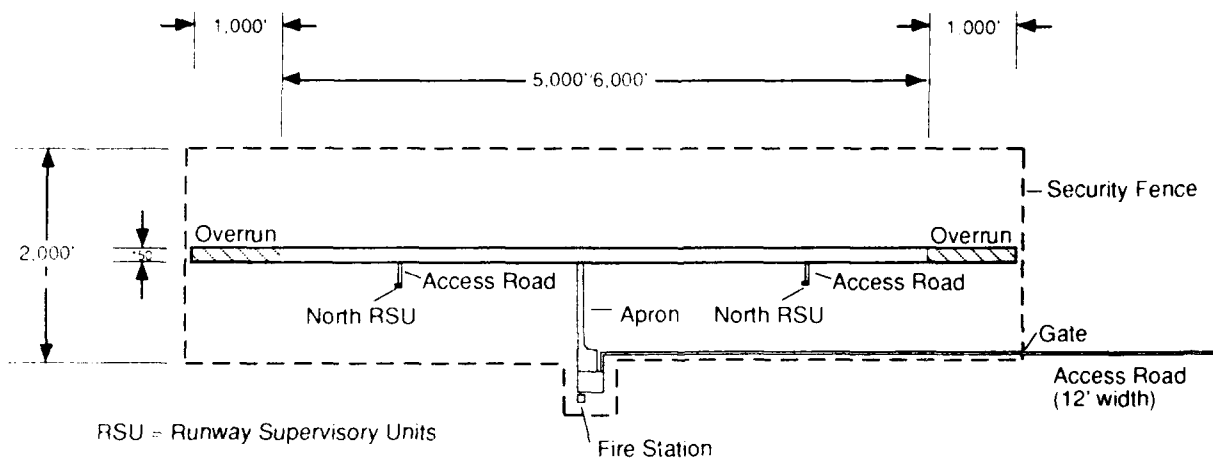 1,000'
1.000'
5,000'/6,000'
Security Fence
2,000'
Overrun
Overrun
Access Road
Access Road
North RSU
Apron
North RSU
Gate
Access Road
(12' width)
RSU = Runway Supervisory Units
Fire Station